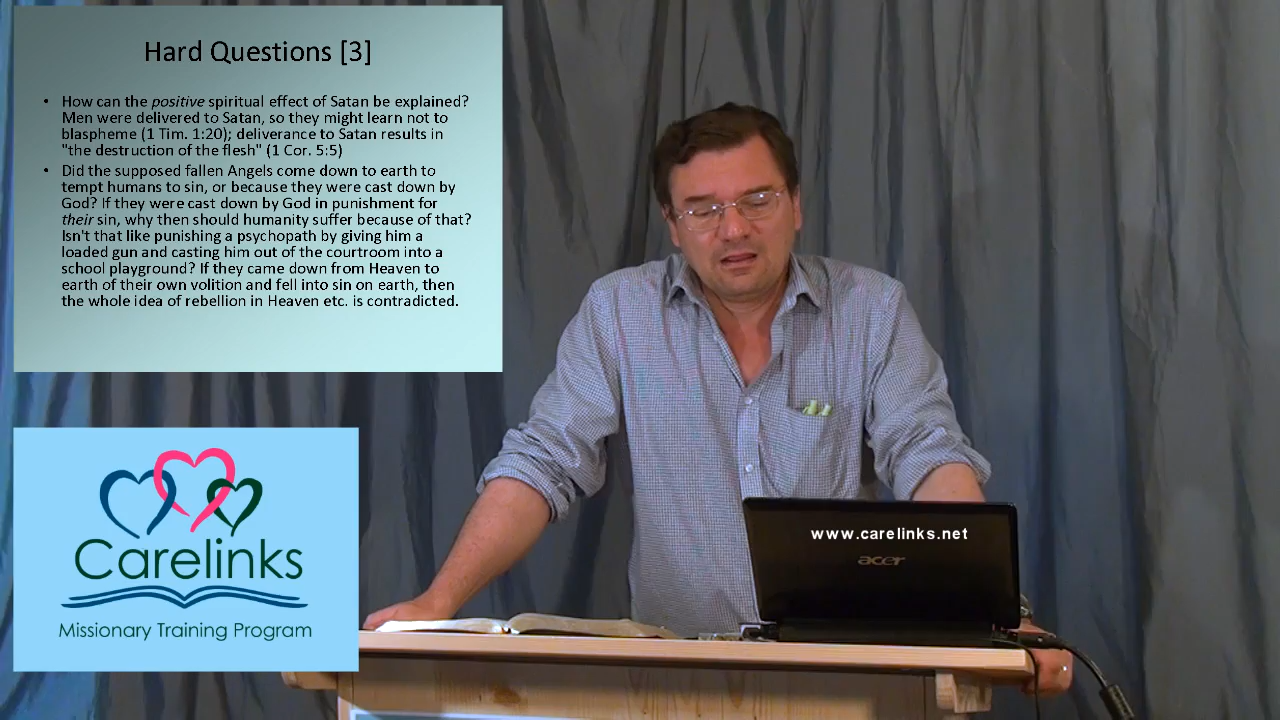 Hard Questions [3]
• How can the positive spiritual effect of Satan be explained?
Men were delivered to Satan, so they might learn not to
blaspheme (1 Tim. 1:20); deliverance to Satan results in
"the destruction of the flesh" (1 Cor. 5:5)
• Did the supposed fallen Angels come down to earth to
tempt humans to sin, or because they were cast down by
God? If they were cast down by God in punishment for
their sin, why then should humanity suffer because of that?
Isn't that like punishing a psychopath by giving him a
loaded gun and casting him out of the courtroom into a
school playground? If they came down from Heaven to
earth of their own volition and fell into sin on earth, then
the whole idea of rebellion in Heaven etc. is contradicted.
Carelinks
Missionary Training Program
www.carelinks.net
acer